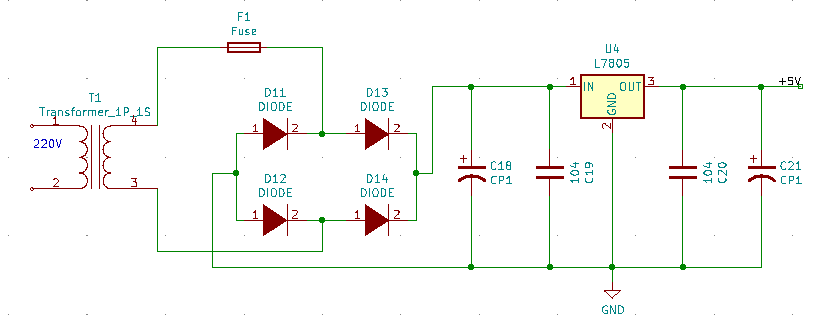 F1
Fuse
T1
Transformer_1P_1S
1
4
220V
2
3
D11
DIODE
1
2
D13
DIODE
1
2
D12
DIODE
1
2
D14
DIODE
1
2
C18
CP1
104
C19
U4
L7805
1
IN
OUT
3
GND
2
104
C20
+5V
C21
CP1
+
+
GND